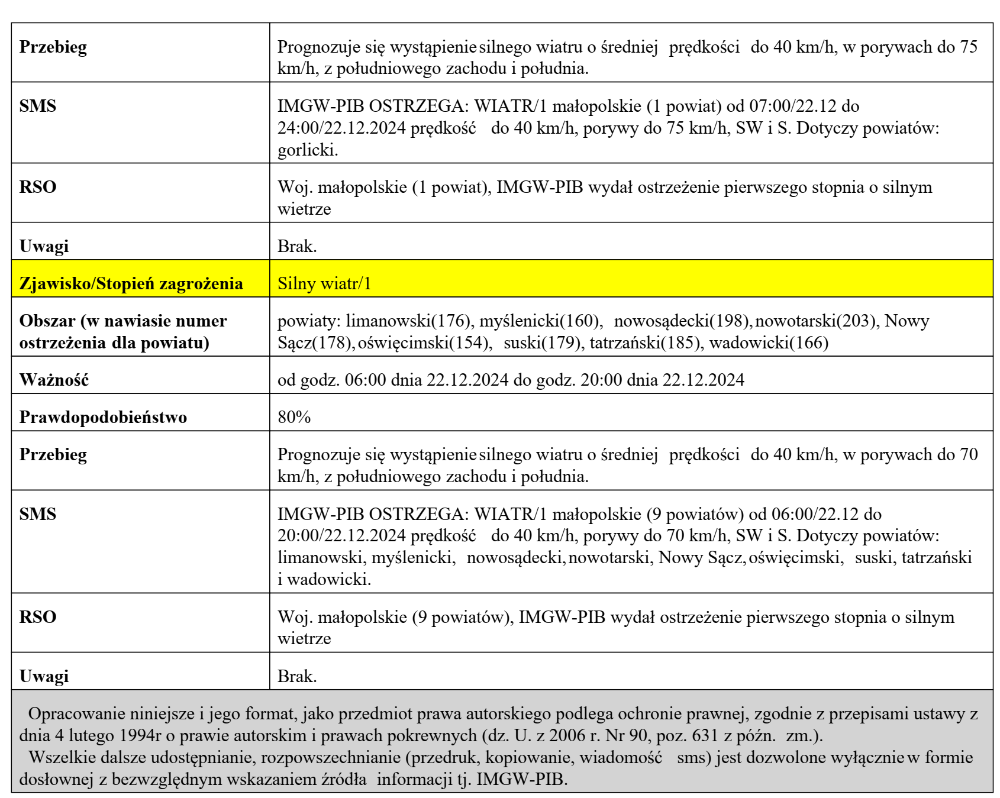 Przebieg
Prognozuje się wystąpienie silnego wiatru o średniej prędkości do 40 km/h, w porywach do 75
km/h, z południowego zachodu i południa.
SMS
IMGW-PIB OSTRZEGA: WIATR/1 małopolskie (1 powiat) od 07:00/22.12 do
24:00/22.12.2024 prędkość do 40 km/h, porywy do 75 km/h, SW i S. Dotyczy powiatów:
gorlicki.
RSO
Woj. małopolskie (1 powiat), IMGW-PIB wydał ostrzeżenie pierwszego stopnia o silnym
wietrze
Uwagi
Brak.
Zjawisko/Stopień zagrożenia
Silny wiatr/1
Obszar (w nawiasie numer
ostrzeżenia dla powiatu)
powiaty: limanowski(176), myślenicki(160), nowosądecki(198), nowotarski(203), Nowy
Sącz(178), oświęcimski(154), suski(179), tatrzański(185), wadowicki(166)
Ważność
od godz. 06:00 dnia 22.12.2024 do godz. 20:00 dnia 22.12.2024
Prawdopodobieństwo
80%
Przebieg
Prognozuje się wystąpienie silnego wiatru o średniej prędkości do 40 km/h, w porywach do 70
km/h, z południowego zachodu i południa.
SMS
IMGW-PIB OSTRZEGA: WIATR/1 małopolskie (9 powiatów) od 06:00/22.12 do
20:00/22.12.2024 prędkość do 40 km/h, porywy do 70 km/h, SW i S. Dotyczy powiatów:
limanowski, myślenicki, nowosądecki, nowotarski, Nowy Sącz, oświęcimski, suski, tatrzański
i wadowicki.
RSO
Woj. małopolskie (9 powiatów), IMGW-PIB wydał ostrzeżenie pierwszego stopnia o silnym
wietrze
Uwagi
Brak.
Opracowanie niniejsze i jego format, jako przedmiot prawa autorskiego podlega ochronie prawnej, zgodnie z przepisami ustawy z
dnia 4 lutego 1994r o prawie autorskim i prawach pokrewnych (dz. U. z 2006 r. Nr 90, poz. 631 z późn. zm.).
Wszelkie dalsze udostępnianie, rozpowszechnianie (przedruk, kopiowanie, wiadomość sms) jest dozwolone wyłącznie w formie
dosłownej z bezwzględnym wskazaniem źródła informacji tj. IMGW-PIB.